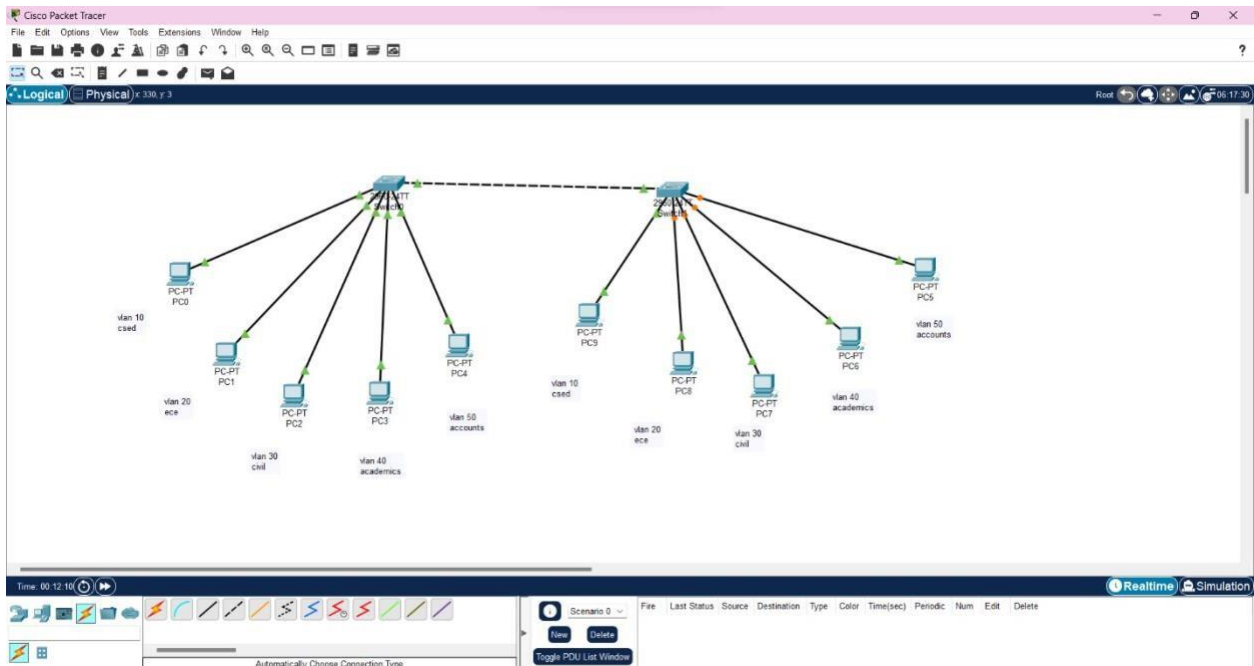 Cisco Packet Tracer
File Edit Options View Tools Extensions Window Help
?
Logical Physical x: 330, y: 3
Root 06:17:30
2960-24TT
Switch0
PC-PT
PC0
vlan 10
csed
PC-PT
PC1
vlan 20
ece
PC-PT
PC2
vlan 30
civil
PC-PT
PC3
vlan 40
academics
PC-PT
PC4
vlan 50
accounts
PC-PT
PC9
vlan 10
csed
PC-PT
PC8
vlan 20
ece
PC-PT
PC7
vlan 30
civil
PC-PT
PC6
vlan 40
academics
PC-PT
PC5
vlan 50
accounts
Time: 00:12:10
Realtime Simulation
Scenario 0
New Delete
Toggle PDU List Window
Fire Last Status Source Destination Type Color Time(sec) Periodic Num Edit Delete
Automatically Choose Connection Type